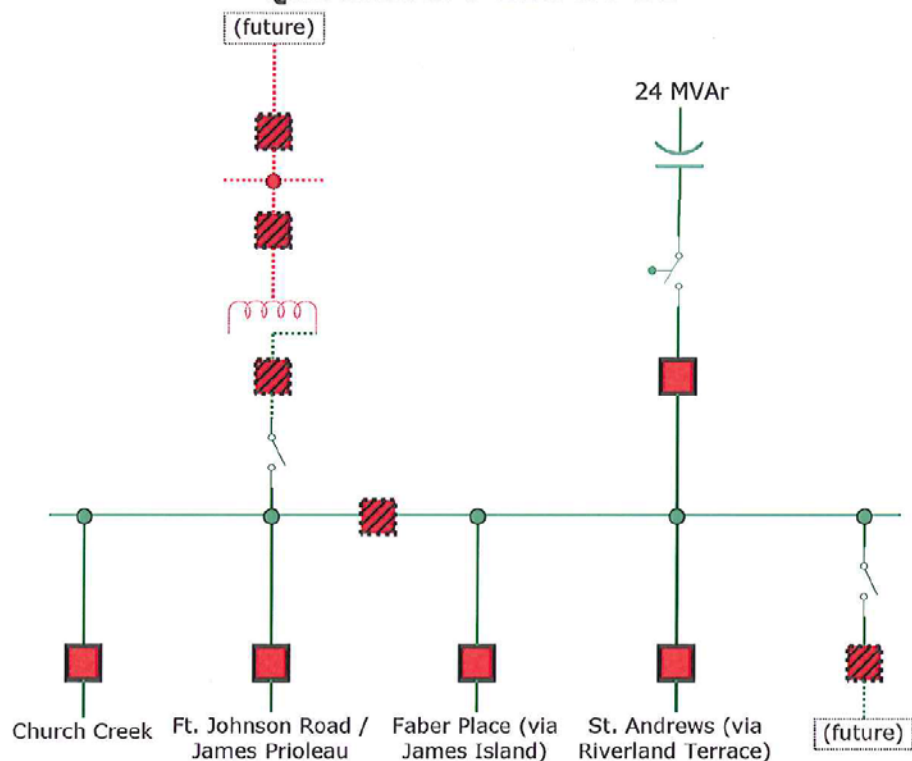 (future)
24 MVAr
Church Creek
Ft. Johnson Road /
James Prioleau
Faber Place (via
James Island)
St. Andrews (via
Riverland Terrace)
(future)